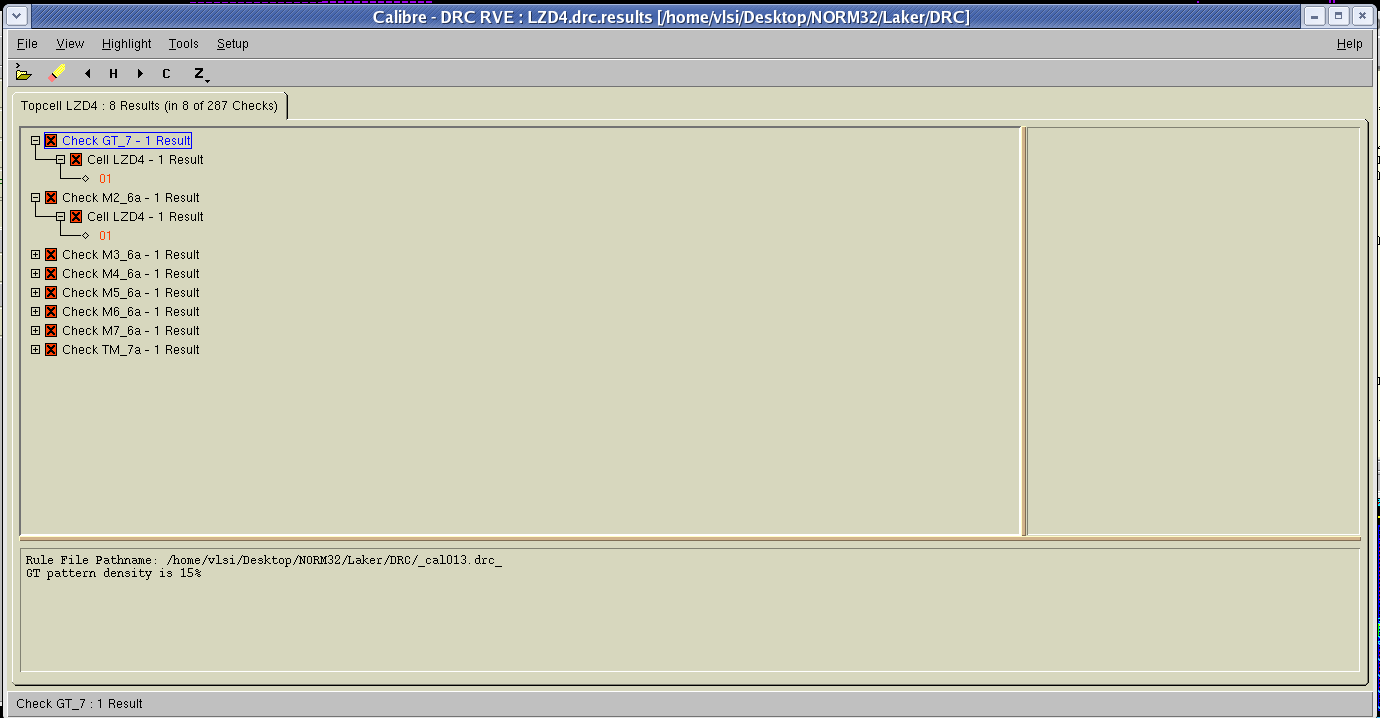 Calibre - DRC RVE : LZD4.drc.results [/home/vlsi/Desktop/NORM32/Laker/DRC]
File View Highlight Tools Setup Help
H C Z
Topcell LZD4 : 8 Results (in 8 of 287 Checks)
Check GT_7 - 1 Result
Cell LZD4 - 1 Result
01
Check M2_6a - 1 Result
Cell LZD4 - 1 Result
01
Check M3_6a - 1 Result
Check M4_6a - 1 Result
Check M5_6a - 1 Result
Check M6_6a - 1 Result
Check M7_6a - 1 Result
Check TM_7a - 1 Result
Rule File Pathname: /home/vlsi/Desktop/NORM32/Laker/DRC/_cal013.drc_
GT pattern density is 15%
Check GT_7 : 1 Result